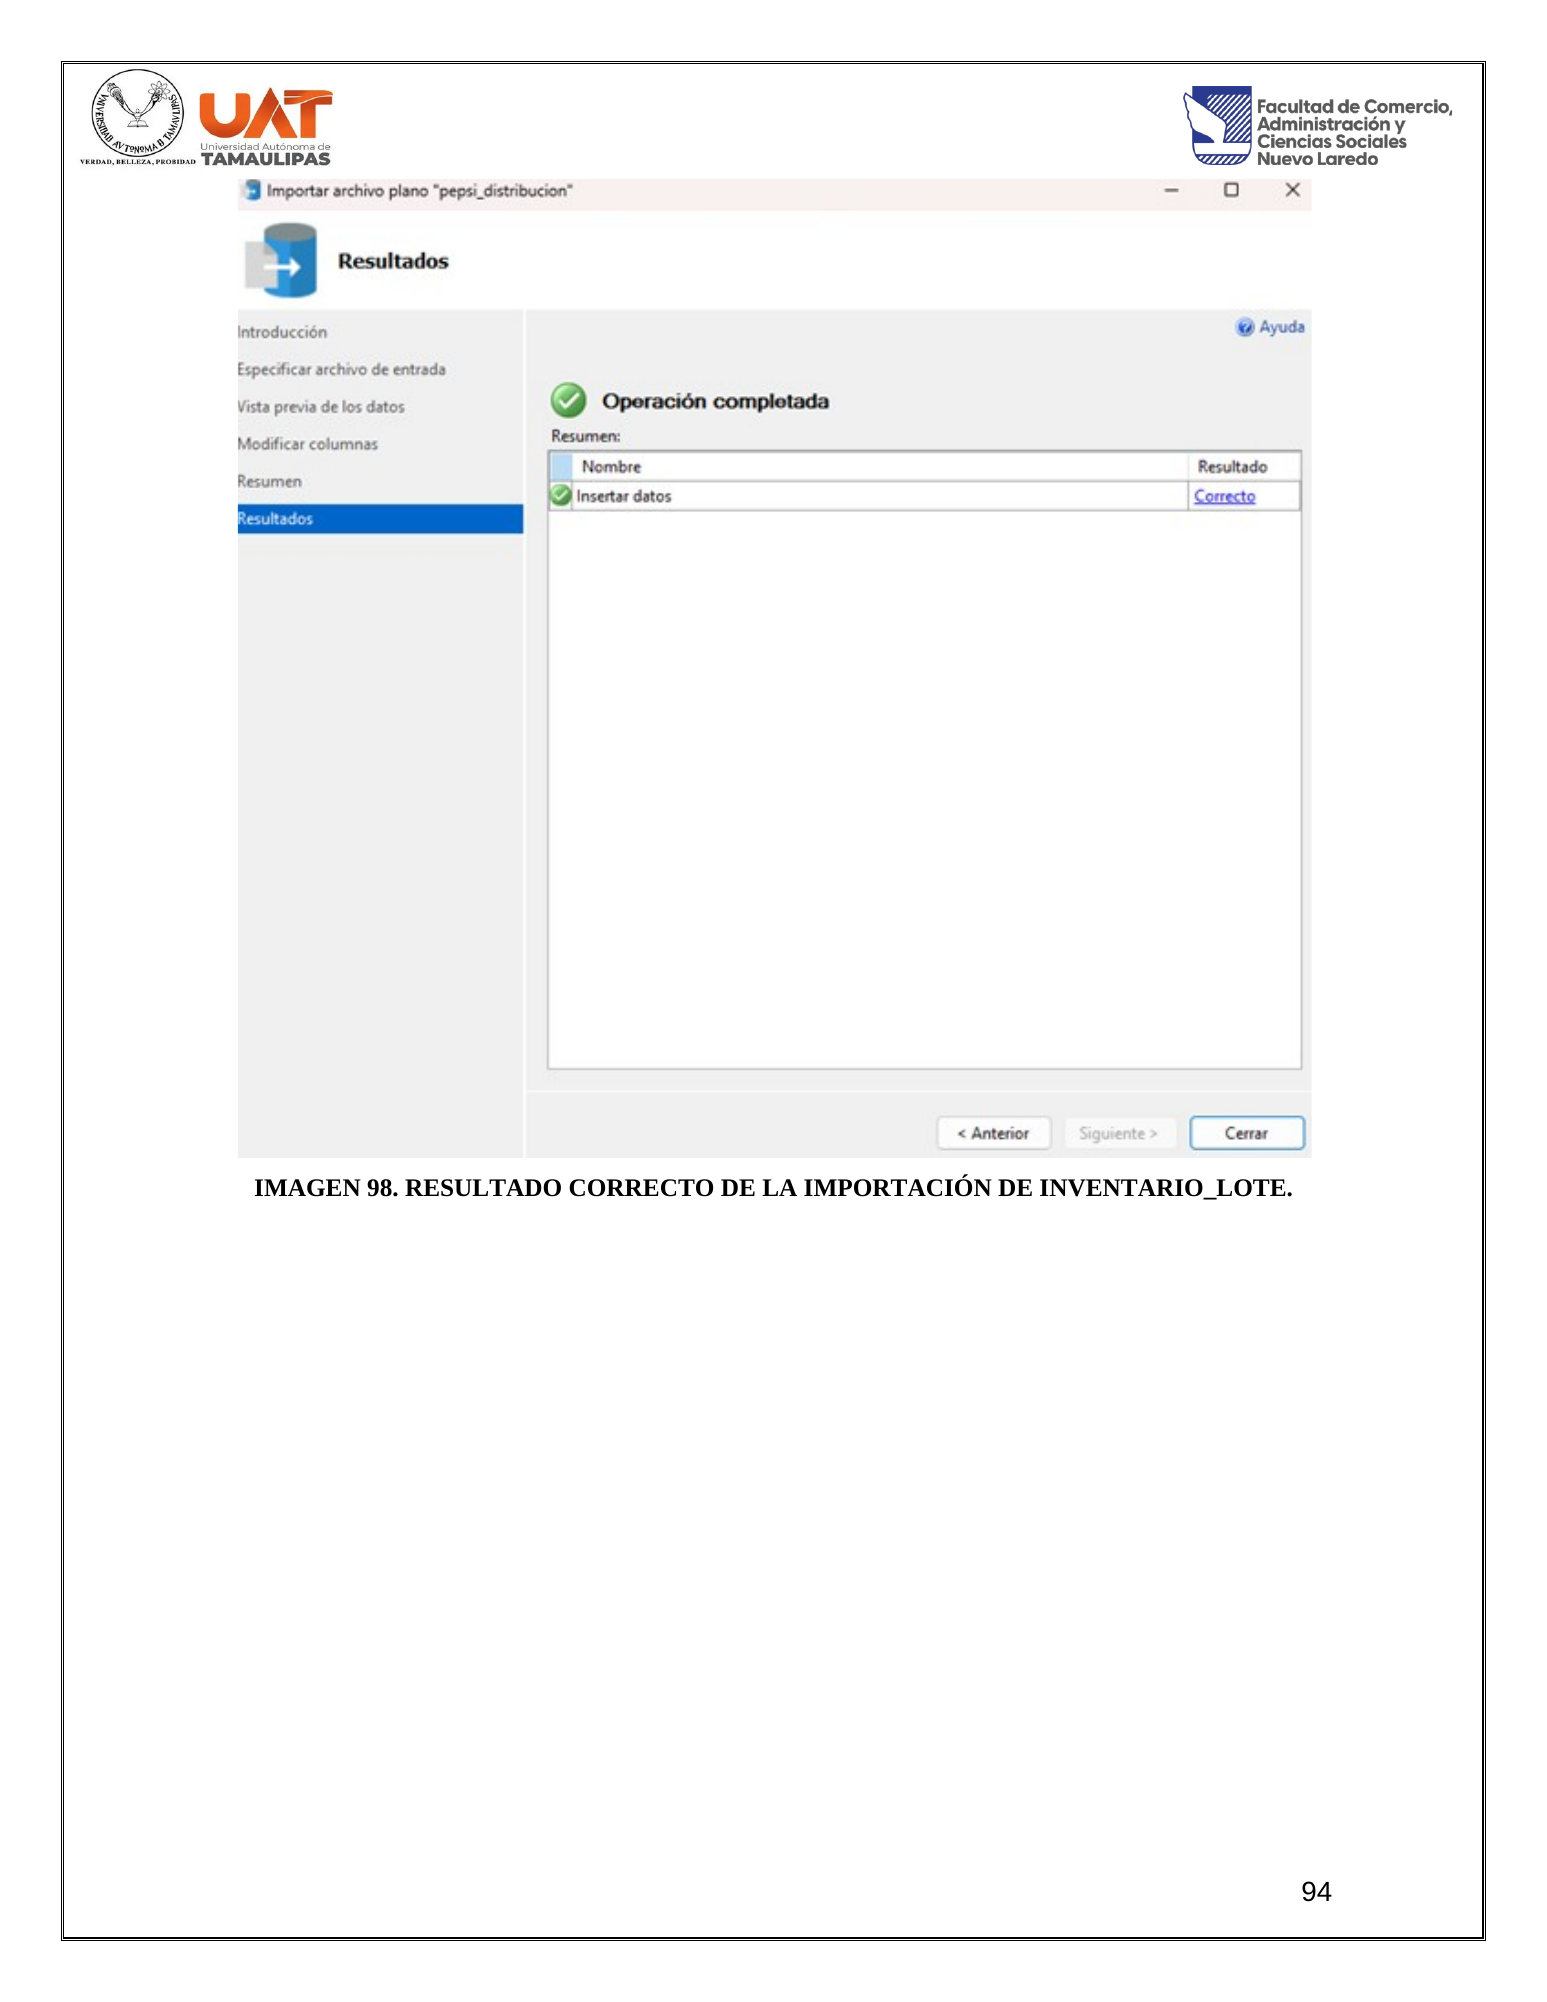 VNIVERSIDAD AVTONOMA D TAMAVLIPAS
VERDAD, BELLEZA, PROBIDAD
UAT
Universidad Autónoma de
TAMAULIPAS
Facultad de Comercio,
Administración y
Ciencias Sociales
Nuevo Laredo
Importar archivo plano "pepsi_distribucion"
Resultados
Introducción
Especificar archivo de entrada
Vista previa de los datos
Modificar columnas
Resumen
Resultados
Ayuda
Operación completada
Resumen:
Nombre Resultado
Insertar datos Correcto
< Anterior Siguiente > Cerrar
IMAGEN 98. RESULTADO CORRECTO DE LA IMPORTACIÓN DE INVENTARIO_LOTE.
94